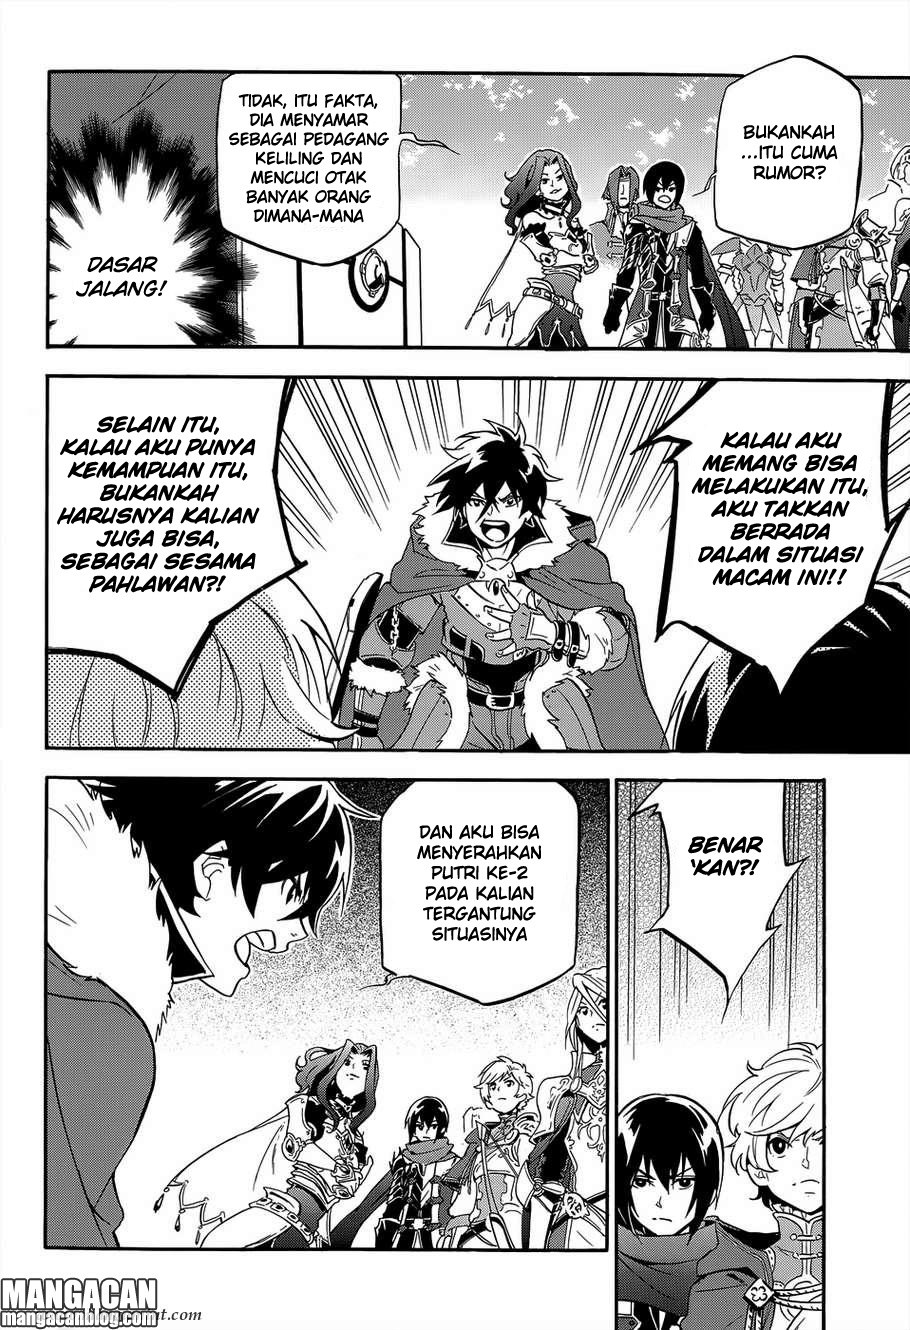 BUKANKAH
...ITU CUMA
RUMOR?
TIDAK, ITU FAKTA,
DIA MENYAMAR
SEBAGAI PEDAGANG
KELILING DAN
MENCUCI OTAK
BANYAK ORANG
DIMANA-MANA
DASAR
JALANG!
KALAU AKU
MEMANG BISA
MELAKUKAN ITU,
AKU TAKKAN
BERRADA
DALAM SITUASI
MACAM INI!!
SELAIN ITU,
KALAU AKU PUNYA
KEMAMPUAN ITU,
BUKANKAH
HARUSNYA KALIAN
JUGA BISA,
SEBAGAI SESAMA
PAHLAWAN?!
BENAR
'KAN?!
DAN AKU BISA
MENYERAHKAN
PUTRI KE-2
PADA KALIAN
TERGANTUNG
SITUASINYA
MANGACAN
mangacanblog.com